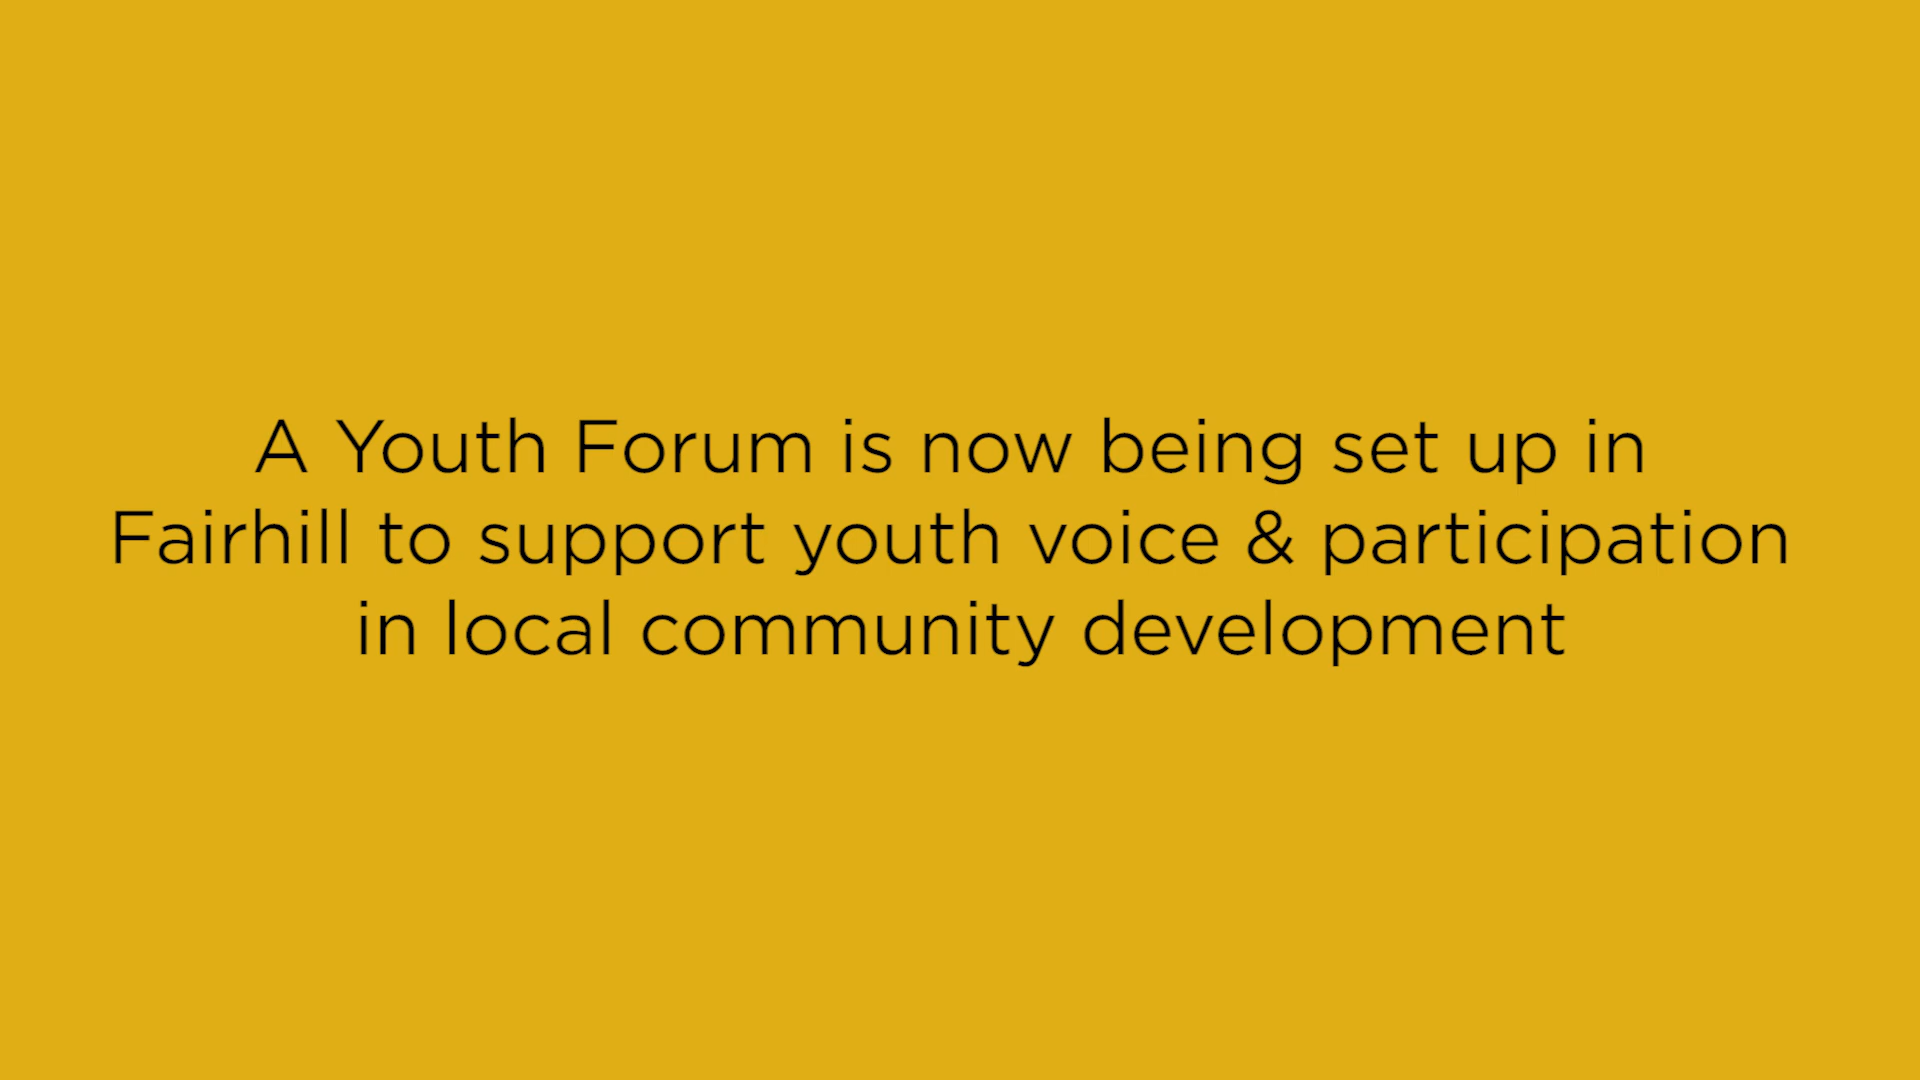 A Youth Forum is now being set up in
Fairhill to support youth voice & participation
in local community development